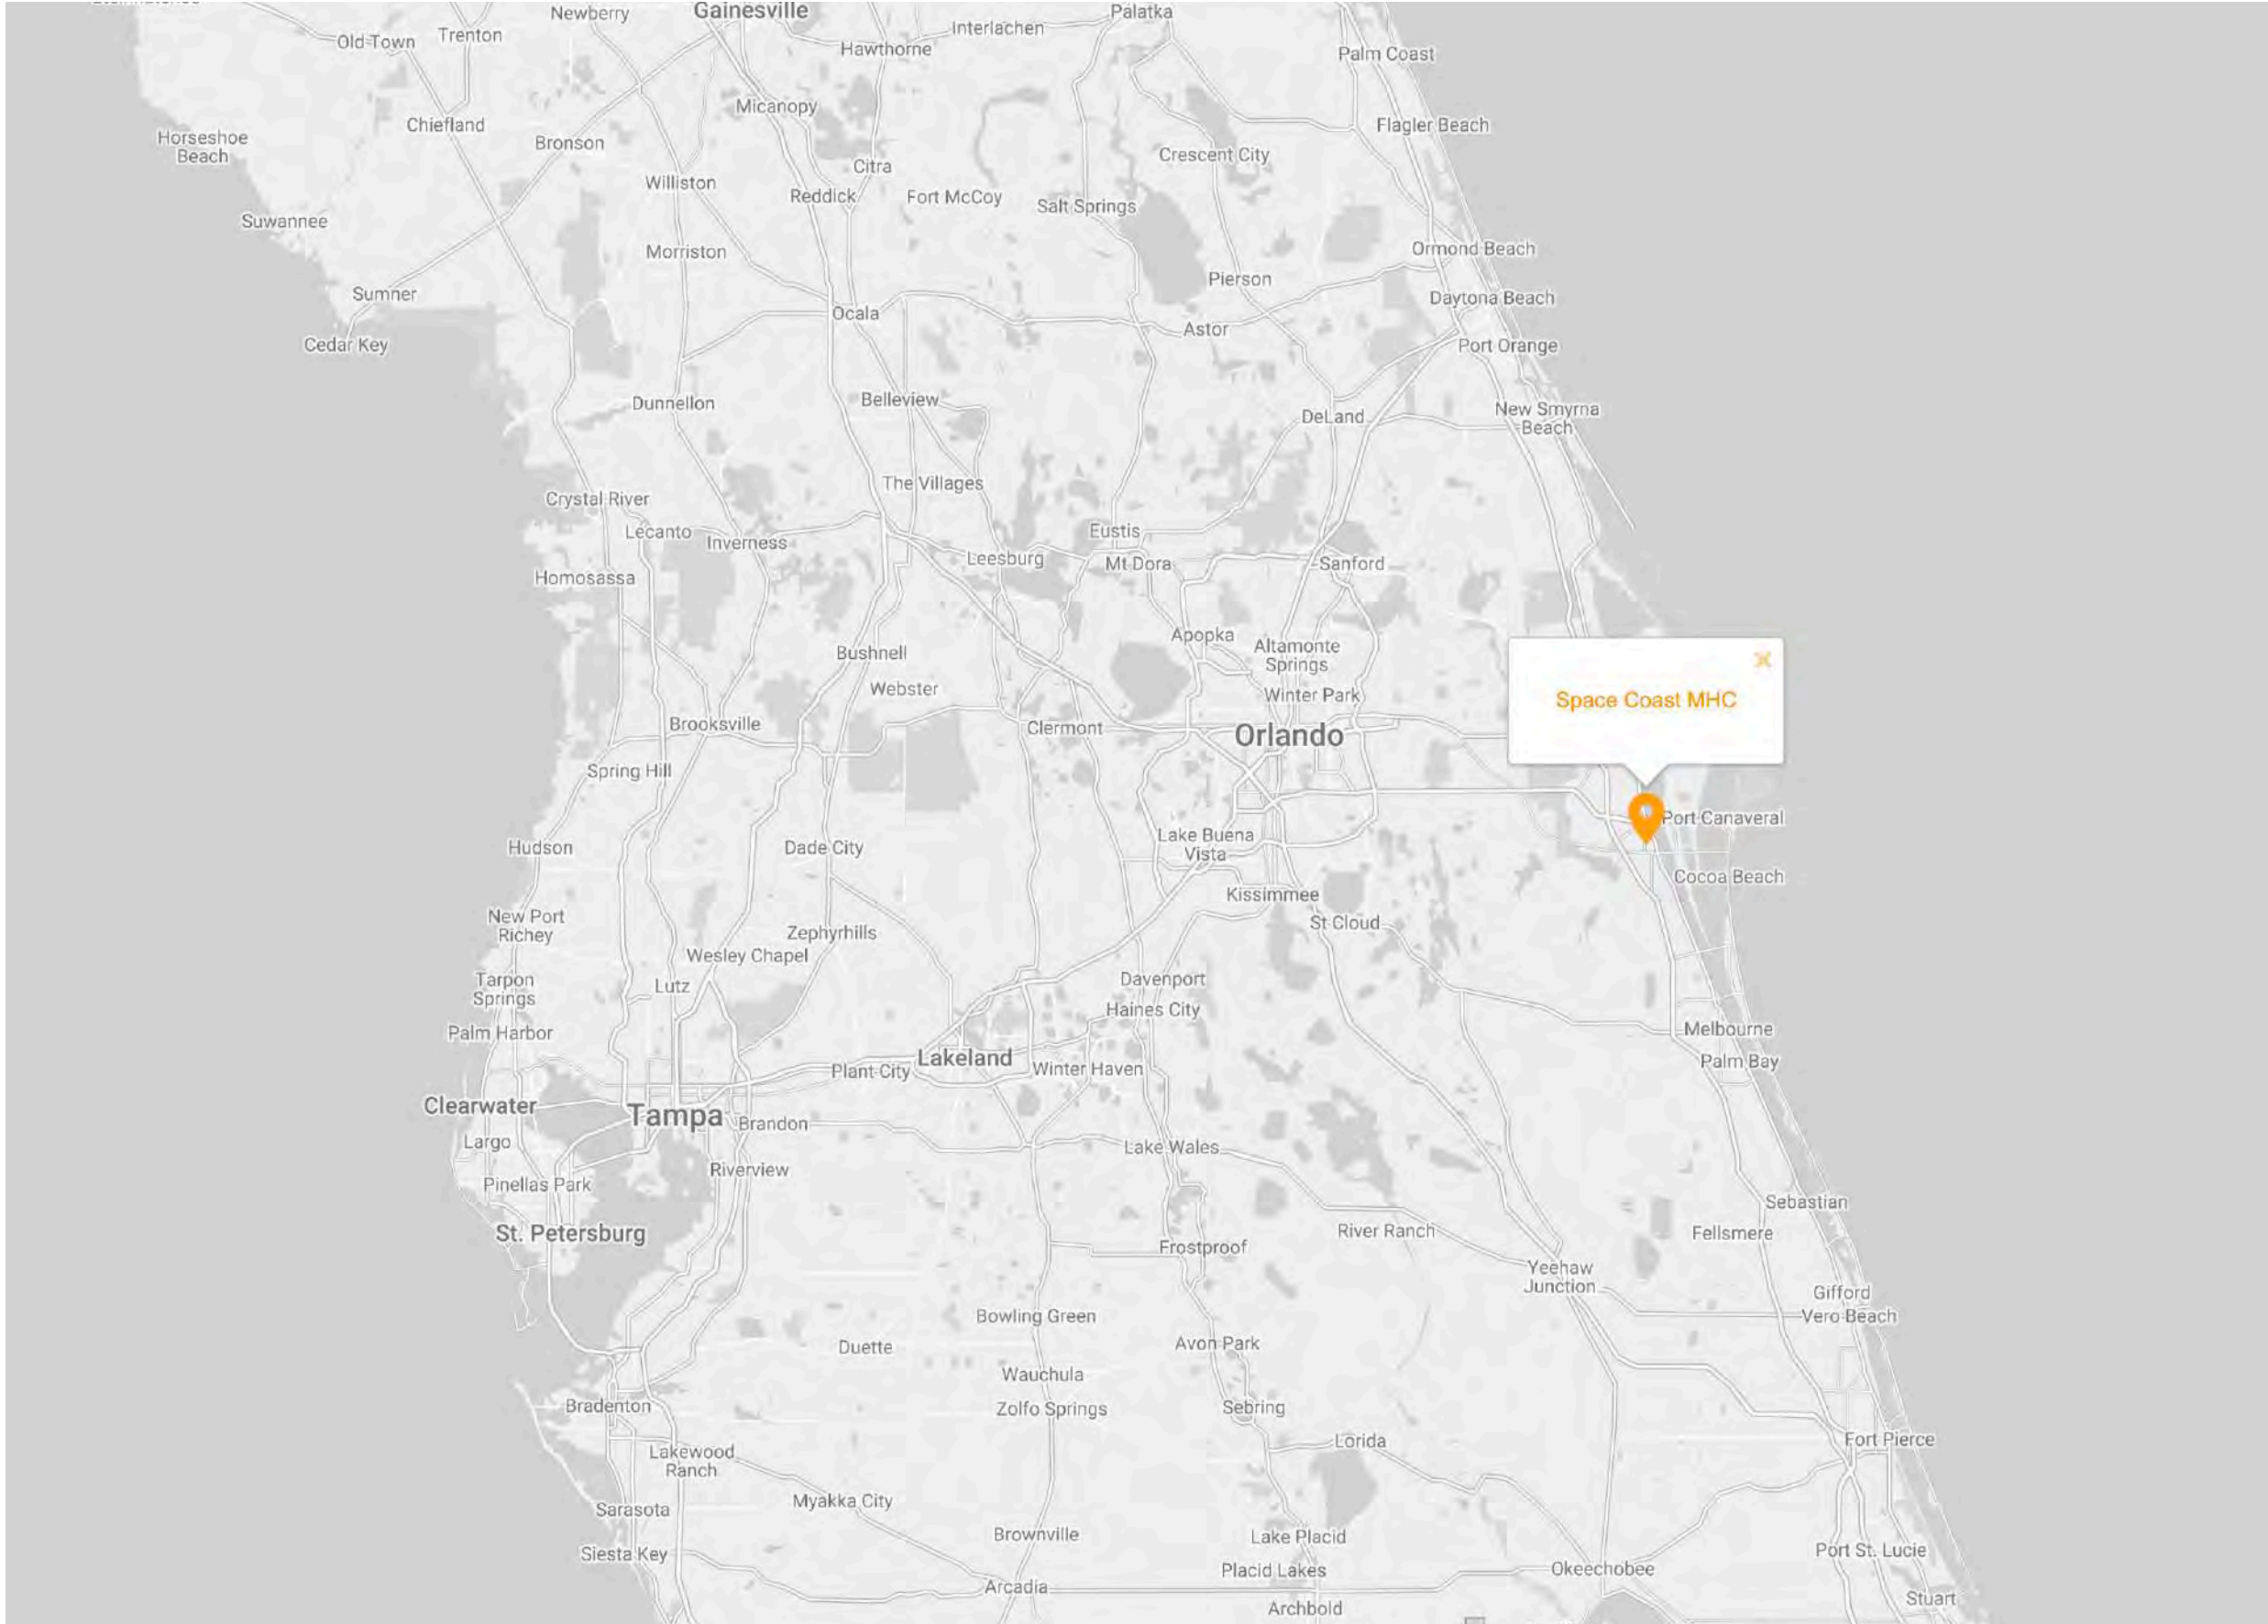 Newberry
Gainesville
Palatka
Old Town
Trenton
Interlachen
Hawthorne
Palm Coast
Micanopy
Chiefland
Flagler Beach
Horseshoe
Beach
Bronson
Crescent City
Citra
Williston
Reddick
Fort McCoy
Salt Springs
Suwannee
Morriston
Ormond Beach
Pierson
Sumner
Daytona Beach
Ocala
Astor
Cedar Key
Port Orange
Dunnellon
Belleview
DeLand
New Smyrna
Beach
The Villages
Crystal River
Lecanto
Inverness
Eustis
Leesburg
Mt Dora
Sanford
Homosassa
Apopka
Altamonte
Springs
Bushnell
Webster
Winter Park
Space Coast MHC
Brooksville
Clermont
Orlando
Spring Hill
Port Canaveral
Lake Buena
Vista
Hudson
Dade City
Cocoa Beach
Kissimmee
New Port
Richey
St Cloud
Zephyrhills
Wesley Chapel
Tarpon
Springs
Lutz
Davenport
Haines City
Palm Harbor
Melbourne
Lakeland
Plant City
Winter Haven
Palm Bay
Clearwater
Tampa
Brandon
Largo
Lake Wales
Riverview
Pinellas Park
Sebastian
St. Petersburg
River Ranch
Fellsmere
Frostproof
Yeehaw
Junction
Gifford
Vero Beach
Bowling Green
Duette
Avon Park
Wauchula
Bradenton
Zolfo Springs
Sebring
Lorida
Fort Pierce
Lakewood
Ranch
Sarasota
Myakka City
Brownville
Lake Placid
Siesta Key
Port St. Lucie
Placid Lakes
Okeechobee
Arcadia
Stuart
Archbold